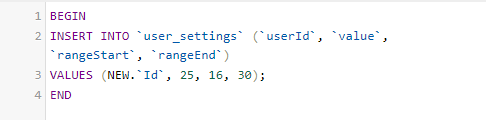 1 BEGIN
2 INSERT INTO `user_settings` (`userId`, `value`,
`rangeStart`, `rangeEnd`)
3 VALUES (NEW.`Id`, 25, 16, 30);
4 END